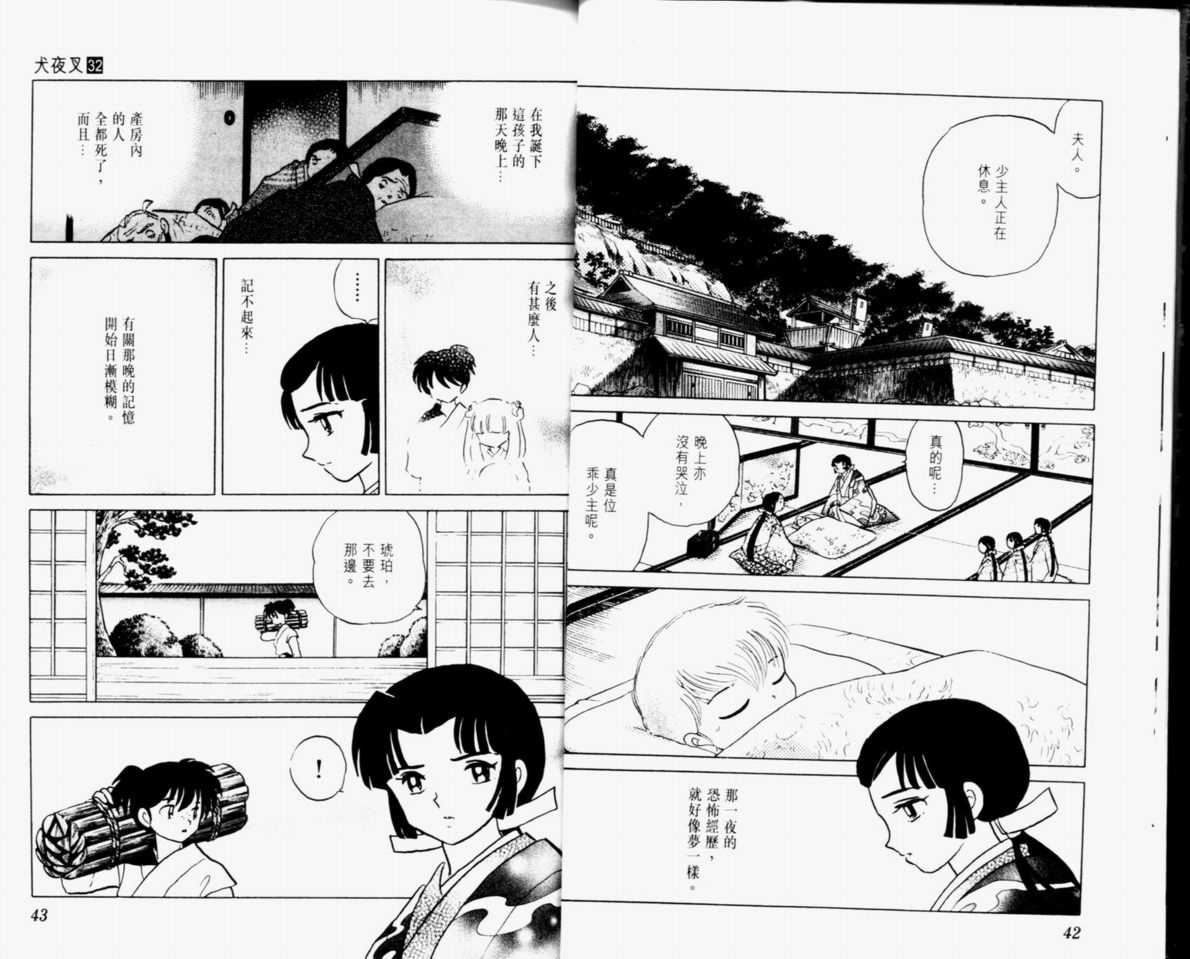 夫人。
少主人正在
休息。
真的呢…
晚上亦
沒有哭泣，
真是位
乖少主呢。
那一夜的
恐怖經歷，
就好像夢一樣。
42
犬夜叉32
在我誕下
這孩子的
那天晚上…
產房內
的人
全都死了，
而且…
之後
有甚麼人…
……
記不起來…
有關那晚的記憶
開始日漸模糊。
琥珀，
不要去
那邊。
！
43